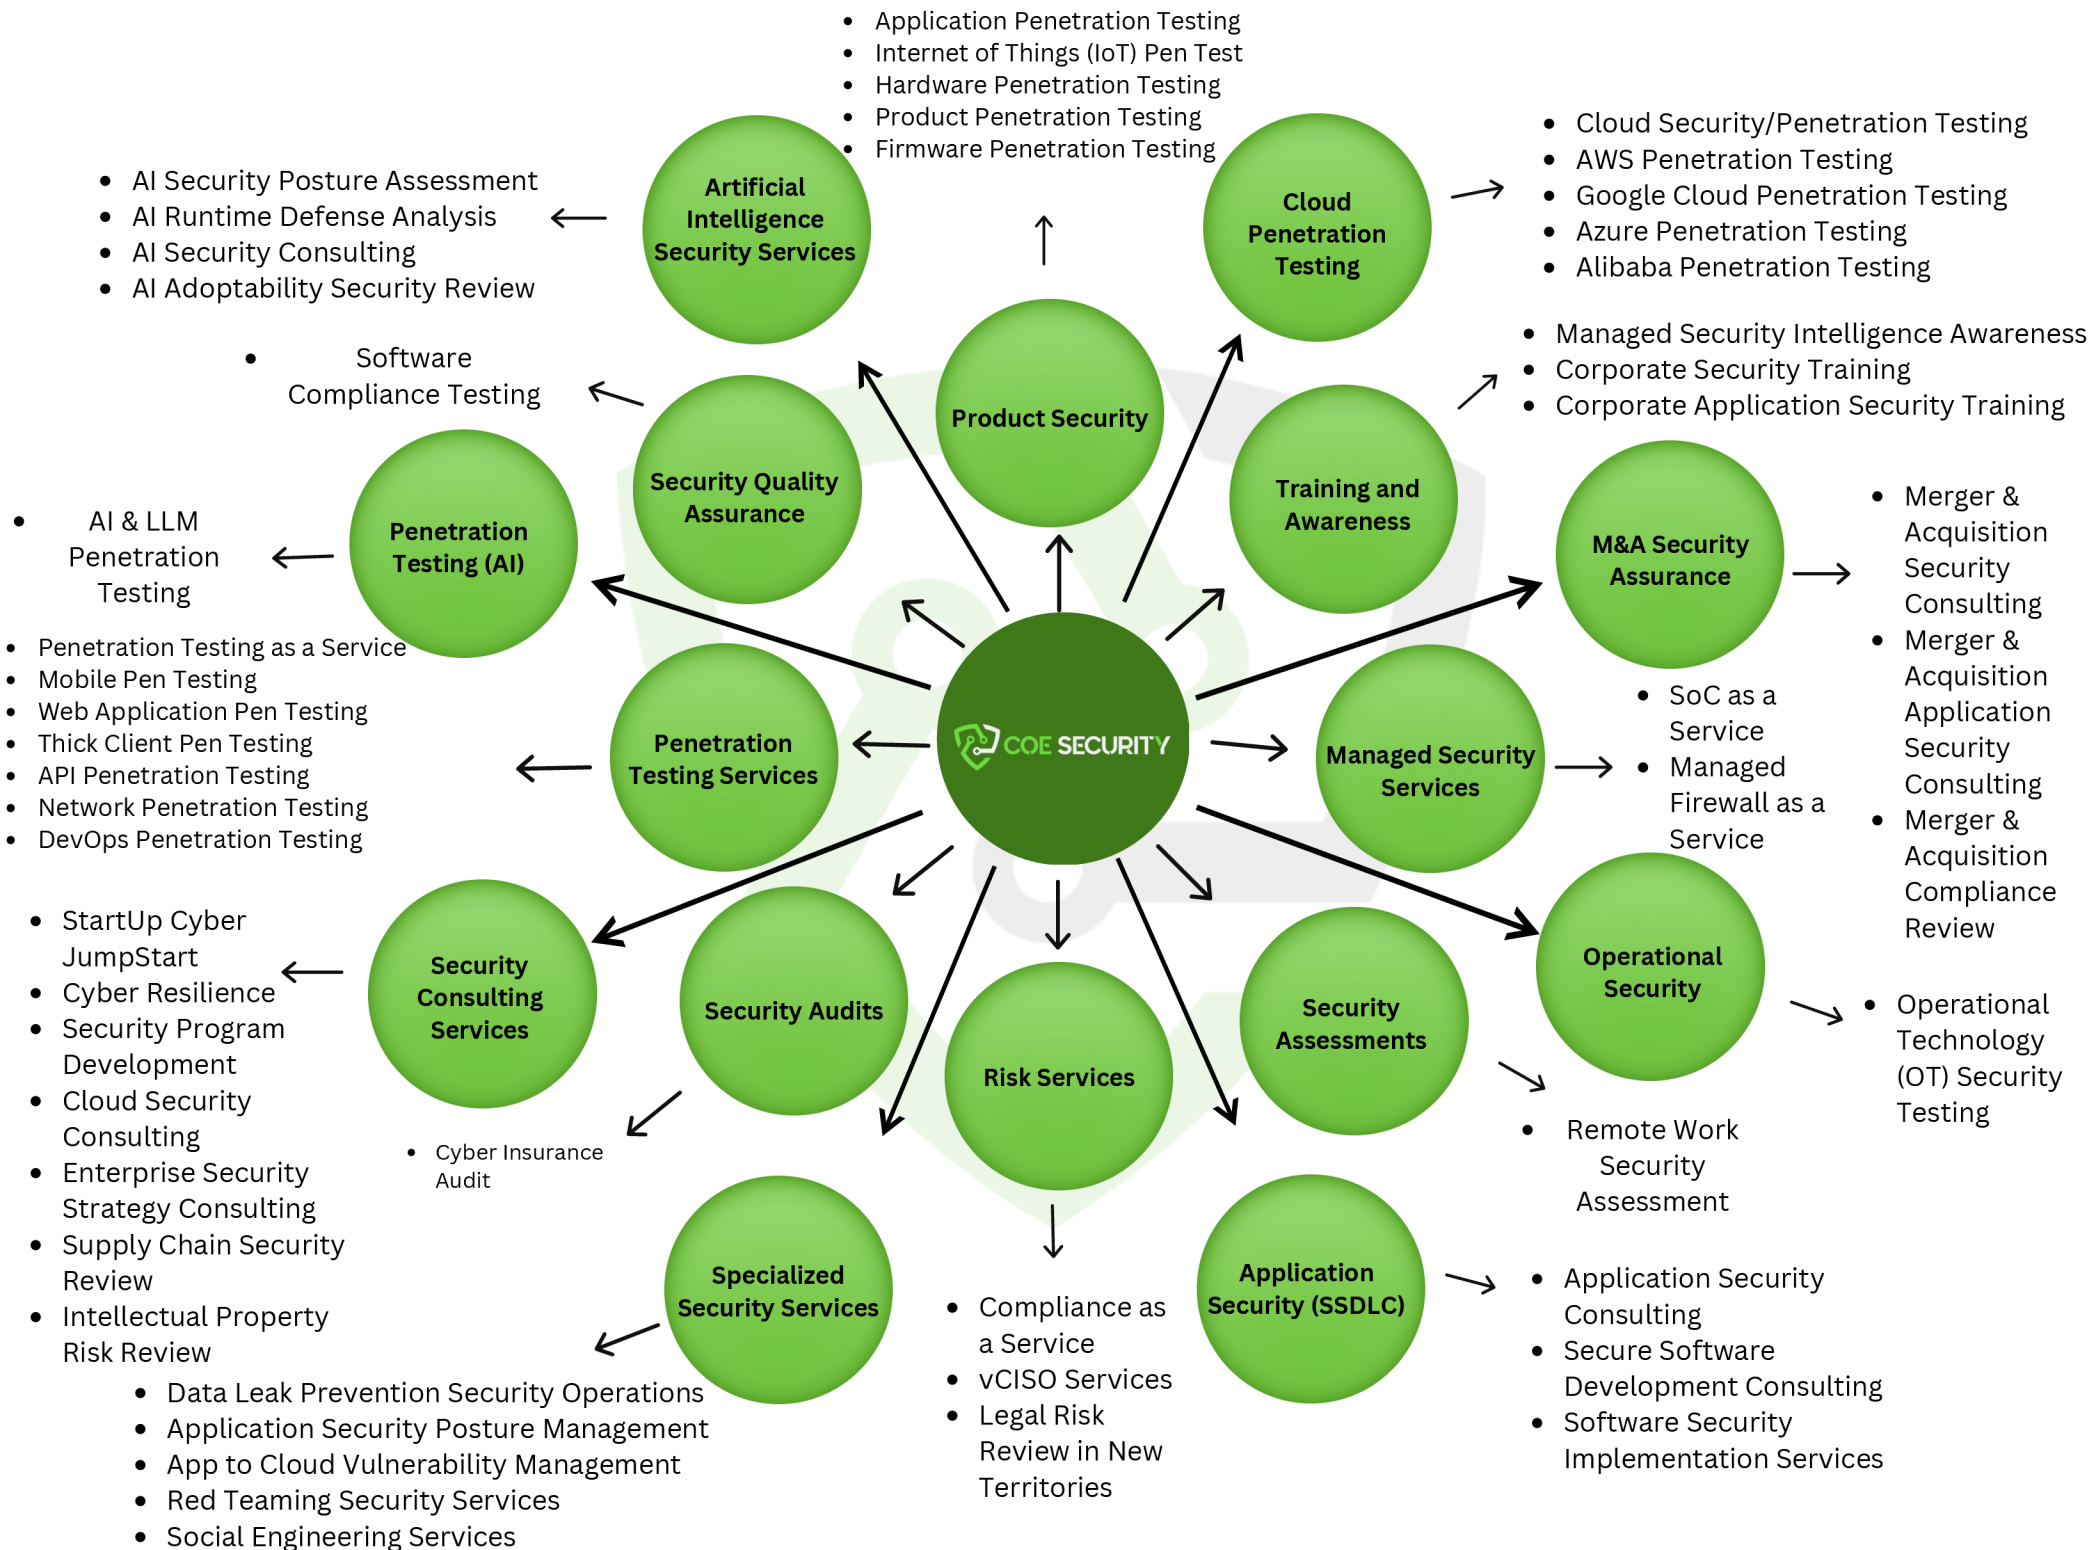 Application Penetration Testing
Internet of Things (IoT) Pen Test
Hardware Penetration Testing
Product Penetration Testing
Firmware Penetration Testing
Artificial
Intelligence
Security Services
AI Security Posture Assessment
AI Runtime Defense Analysis
AI Security Consulting
AI Adoptability Security Review
Cloud
Penetration
Testing
Cloud Security/Penetration Testing
AWS Penetration Testing
Google Cloud Penetration Testing
Azure Penetration Testing
Alibaba Penetration Testing
Software
Compliance Testing
Security Quality
Assurance
Product Security
Training and
Awareness
Managed Security Intelligence Awareness
Corporate Security Training
Corporate Application Security Training
AI & LLM
Penetration
Testing
Penetration
Testing (AI)
M&A Security
Assurance
Merger &
Acquisition
Security
Consulting
Merger &
Acquisition
Application
Security
Consulting
Merger &
Acquisition
Compliance
Review
Penetration Testing as a Service
Mobile Pen Testing
Web Application Pen Testing
Thick Client Pen Testing
API Penetration Testing
Network Penetration Testing
DevOps Penetration Testing
Penetration
Testing Services
COE SECURITY
Managed Security
Services
SoC as a
Service
Managed
Firewall as a
Service
StartUp Cyber
JumpStart
Cyber Resilience
Security Program
Development
Cloud Security
Consulting
Enterprise Security
Strategy Consulting
Supply Chain Security
Review
Intellectual Property
Risk Review
Security
Consulting
Services
Security Audits
Cyber Insurance
Audit
Risk Services
Security
Assessments
Operational
Security
Operational
Technology
(OT) Security
Testing
Remote Work
Security
Assessment
Specialized
Security Services
Data Leak Prevention Security Operations
Application Security Posture Management
App to Cloud Vulnerability Management
Red Teaming Security Services
Social Engineering Services
Compliance as
a Service
vCISO Services
Legal Risk
Review in New
Territories
Application
Security (SSDLC)
Application Security
Consulting
Secure Software
Development Consulting
Software Security
Implementation Services